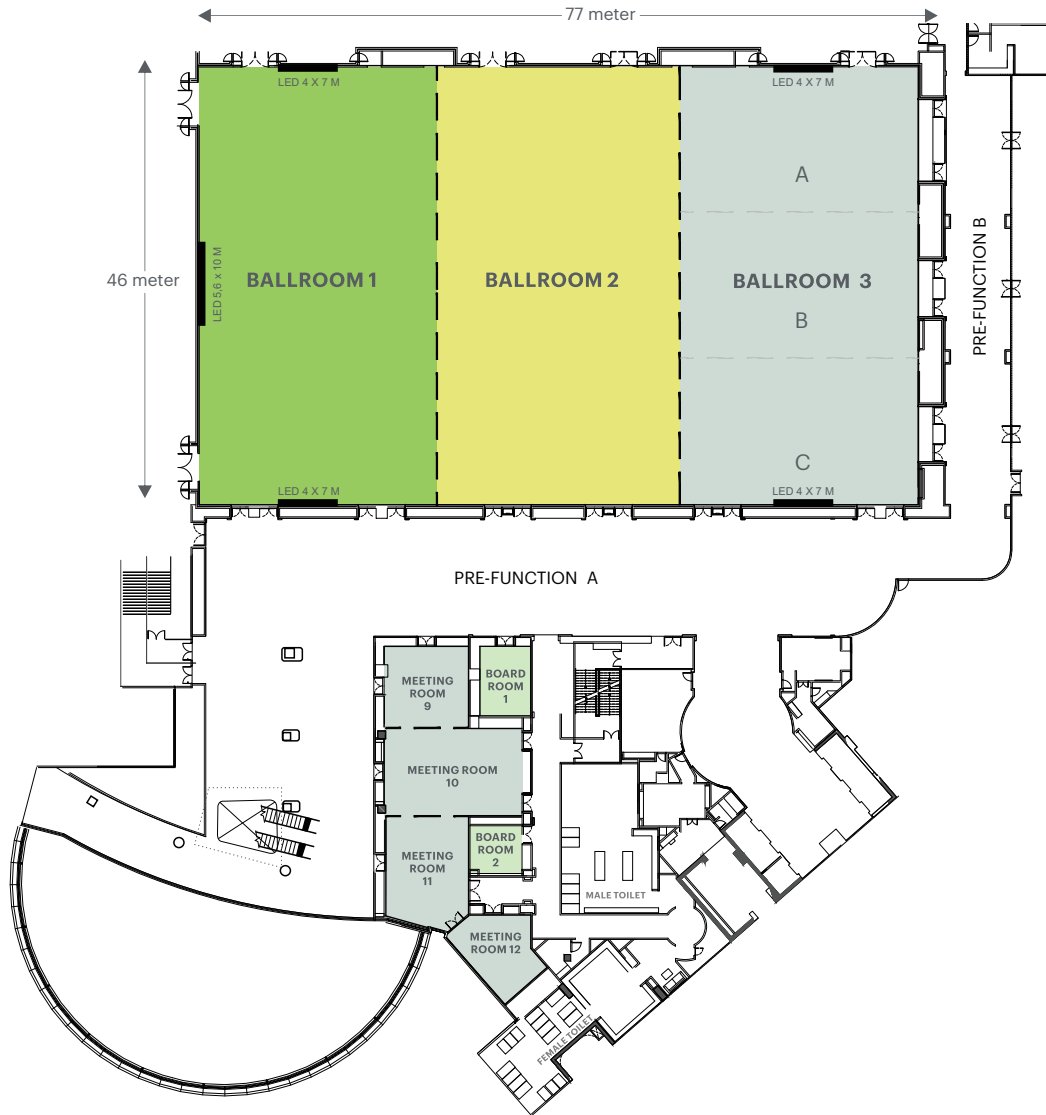 77 meter
LED 4 X 7 M
LED 4 X 7 M
A
46 meter
LED 5,6 x 10 M
BALLROOM 1
BALLROOM 2
BALLROOM 3
B
PRE-FUNCTION B
C
LED 4 X 7 M
LED 4 X 7 M
PRE-FUNCTION A
MEETING
ROOM
9
BOARD
ROOM
1
MEETING ROOM
10
BOARD
ROOM
2
MEETING
ROOM
11
MALE TOILET
MEETING
ROOM 12
FEMALE TOILET